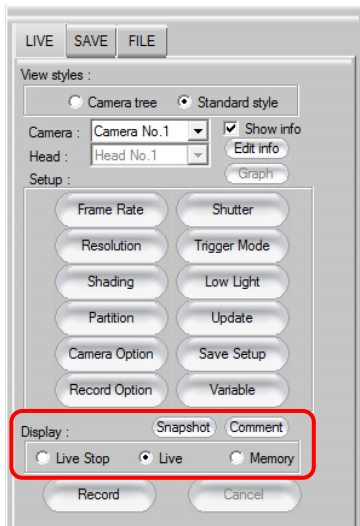 LIVE SAVE FILE
View styles :
Camera tree Standard style
Camera : Camera No.1 Show info
Head : Head No.1 Edit info
Setup : Graph
Frame Rate Shutter
Resolution Trigger Mode
Shading Low Light
Partition Update
Camera Option Save Setup
Record Option Variable
Display : Snapshot Comment
Live Stop Live Memory
Record Cancel